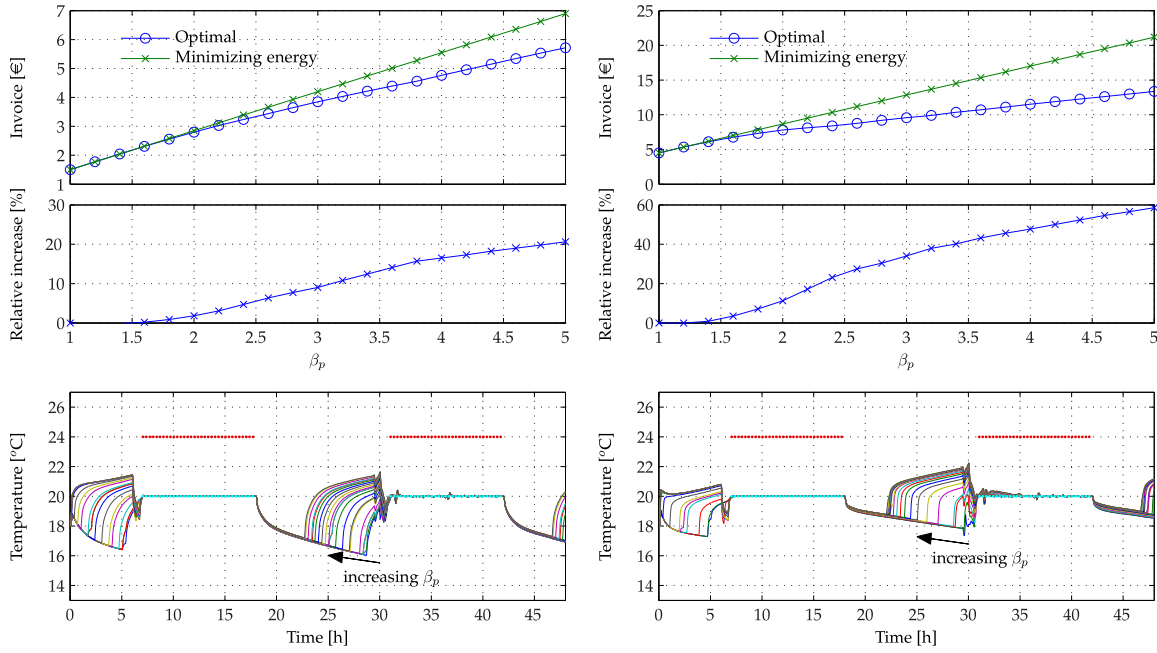 Invoice [€]
7
6
5
4
3
2
1
Optimal
Minimizing energy
Relative increase [%]
30
20
10
0
1 1.5 2 2.5 3 3.5 4 4.5 5
βp
Temperature [°C]
26
24
22
20
18
16
14
increasing βp
0 5 10 15 20 25 30 35 40 45
Time [h]
Invoice [€]
25
20
15
10
5
0
Optimal
Minimizing energy
Relative increase [%]
60
40
20
0
1 1.5 2 2.5 3 3.5 4 4.5 5
βp
Temperature [°C]
26
24
22
20
18
16
14
increasing βp
0 5 10 15 20 25 30 35 40 45
Time [h]